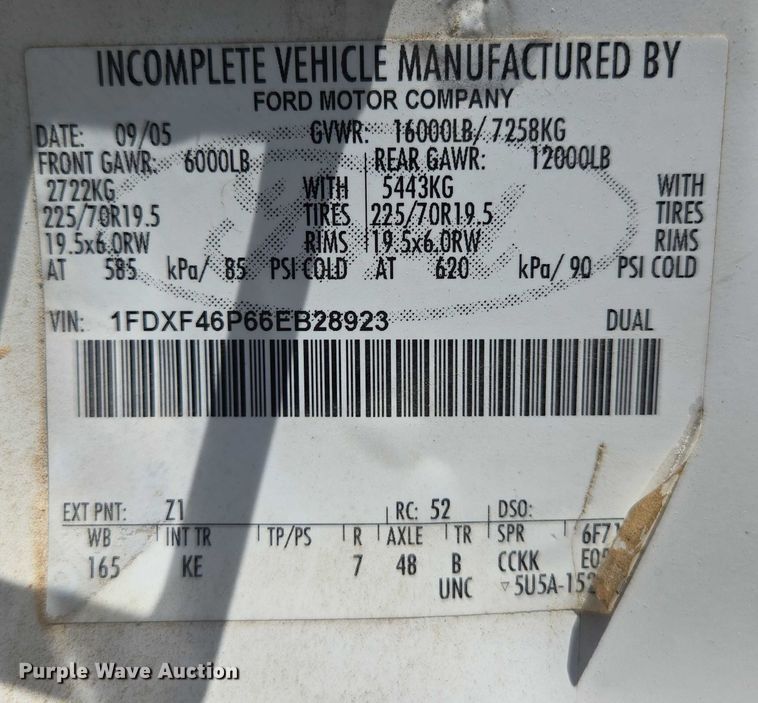 INCOMPLETE VEHICLE MANUFACTURED BY
FORD MOTOR COMPANY
DATE: 09/05 GVWR: 16000LB/ 7258KG
FRONT GAWR: 6000LB REAR GAWR: 12000LB
2722KG WITH 5443KG WITH
225/70R19.5 TIRES 225/70R19.5 TIRES
19.5x6.0RW RIMS 19.5x6.0RW RIMS
AT 585 kPa/ 85 PSI COLD AT 620 kPa/ 90 PSI COLD
VIN: 1FDXF46P66EB28923 DUAL
EXT PNT: Z1 RC: 52 DSO:
WB INT TR TP/PS R AXLE TR SPR 6F71
165 KE 7 48 B CCKK
UNC ▿5U5A-152
Purple Wave Auction